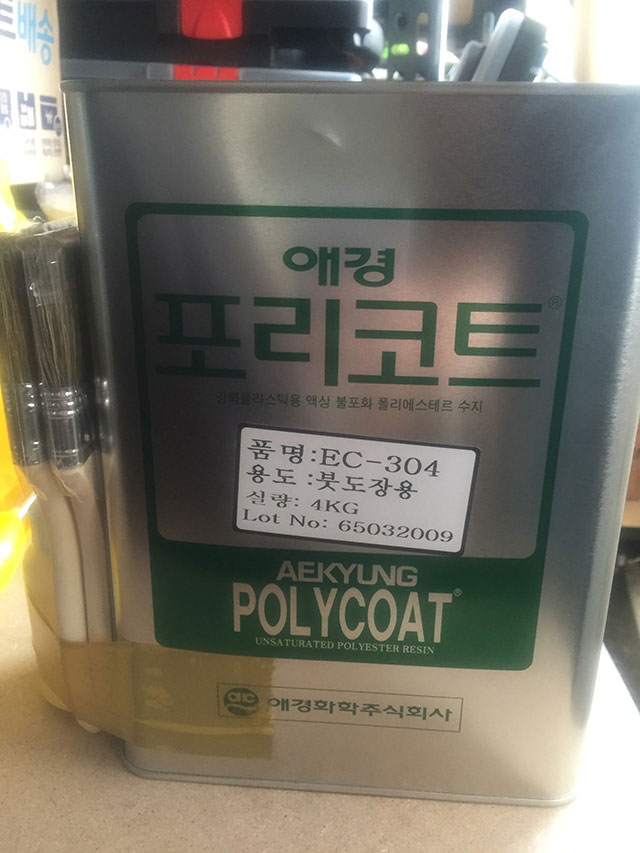 배송
애경
포리코트®
강화플라스틱용 액상 불포화 폴리에스테르 수지
품명:EC-304
용도:붓도장용
실량: 4KG
Lot No: 65032009
AEKYUNG
POLYCOAT®
UNSATURATED POLYESTER RESIN
ac 애경화학주식회사